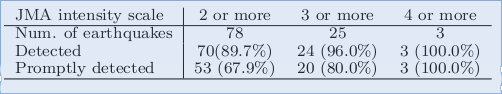 JMA intensity scale 2 or more 3 or more 4 or more
Num. of earthquakes 78 25 3
Detected 70(89.7%) 24 (96.0%) 3 (100.0%)
Promptly detected 53 (67.9%) 20 (80.0%) 3 (100.0%)